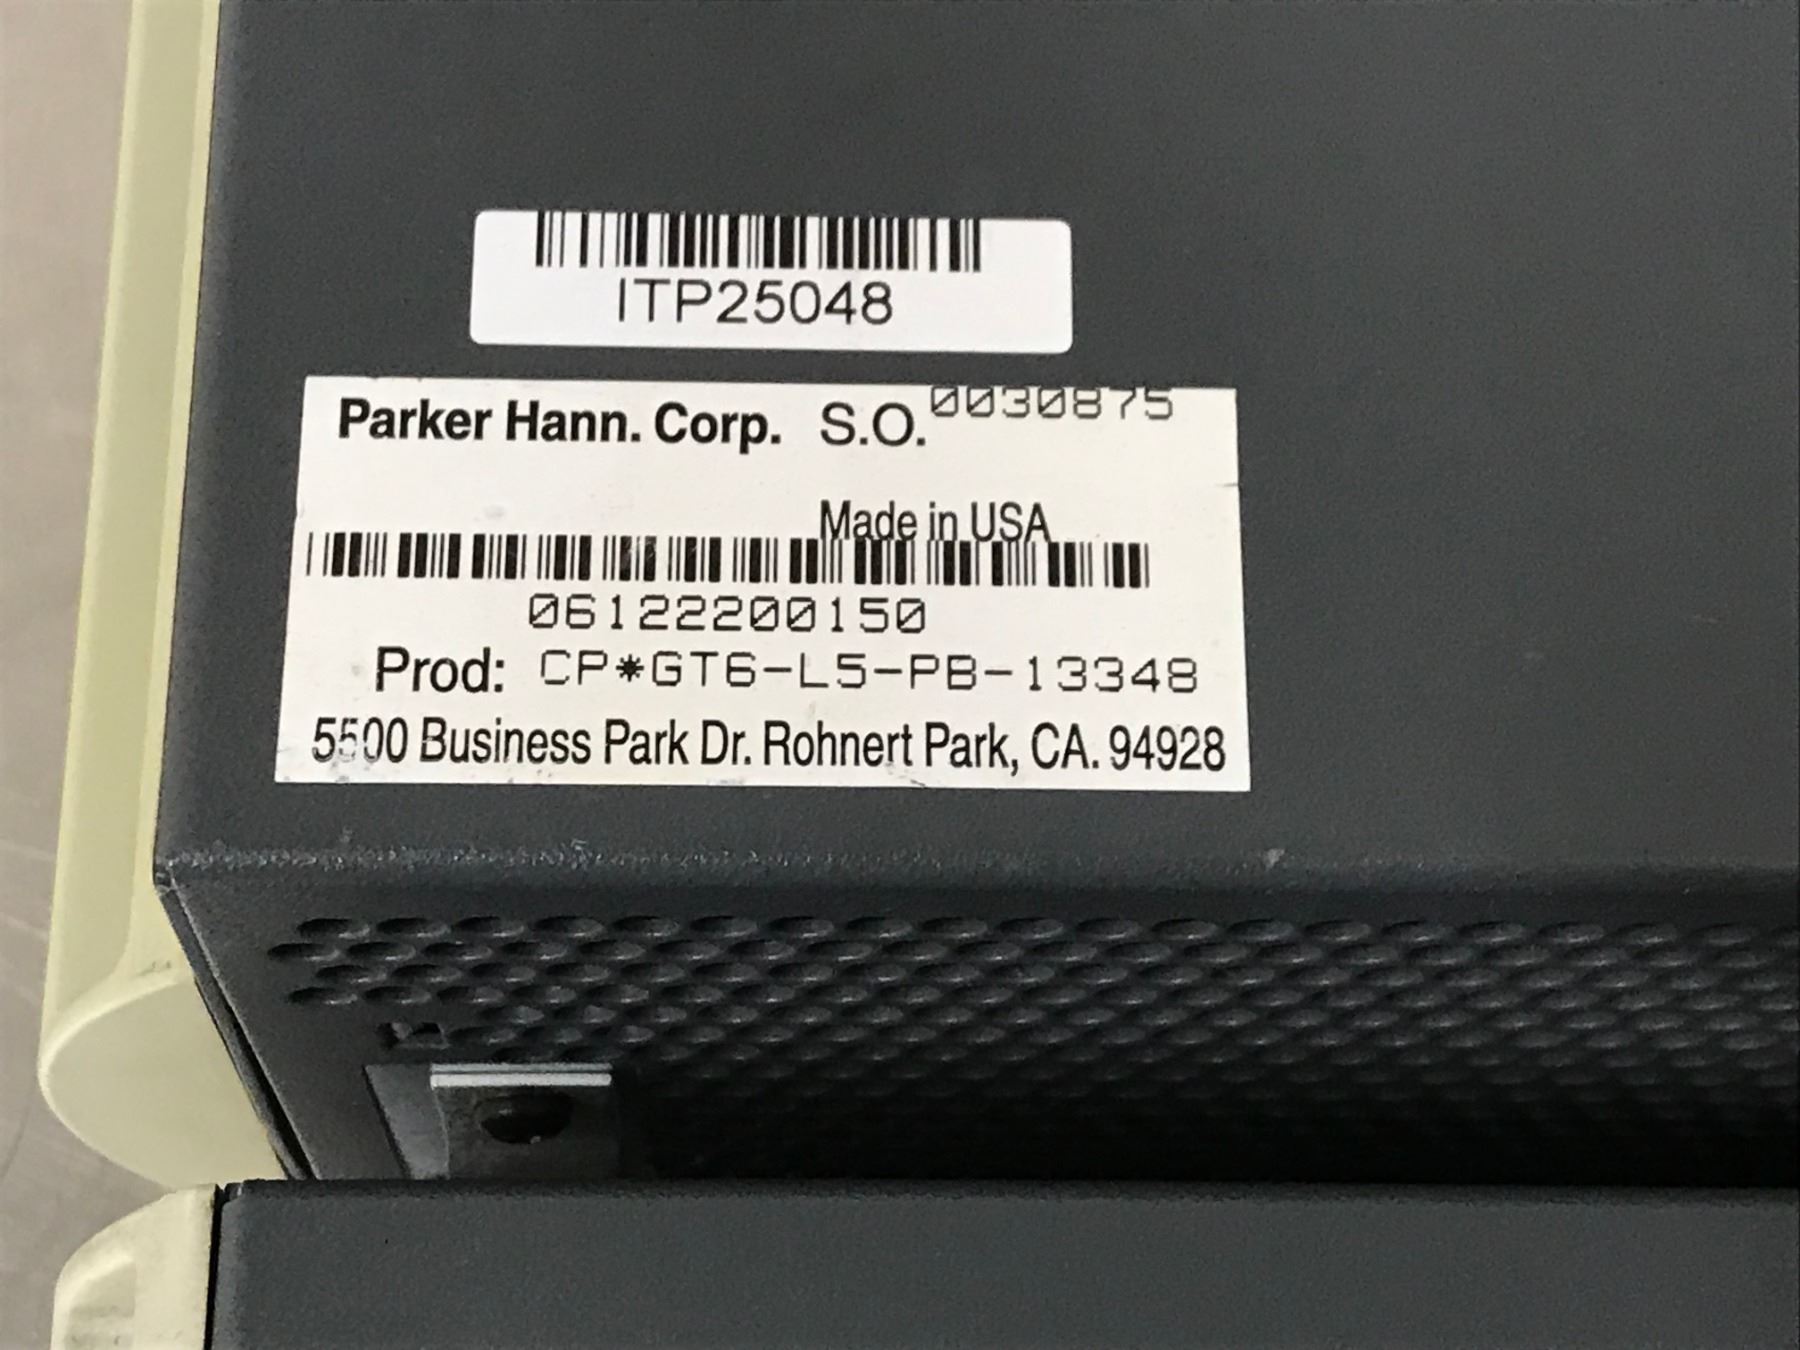 ITP25048
Parker Hann. Corp. S.O. 0030875
Made in USA
06122200150
Prod: CP*GT6-L5-PB-13348
5500 Business Park Dr. Rohnert Park, CA. 94928